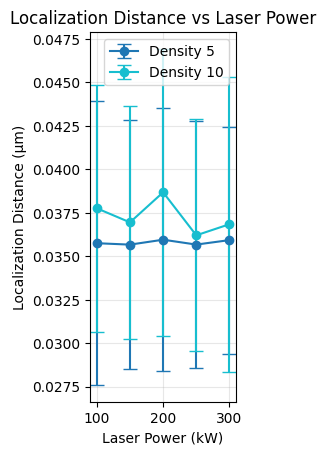 Localization Distance vs Laser Power
Density 5
Density 10
Localization Distance (μm)
0.0475
0.0450
0.0425
0.0400
0.0375
0.0350
0.0325
0.0300
0.0275
100
200
300
Laser Power (kW)